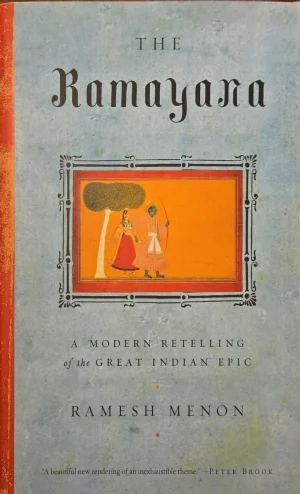 THE
Ramayana
A MODERN RETELLING
of the GREAT INDIAN EPIC
RAMESH MENON
"A beautiful new rendering of an inexhaustible theme." —PETER BROOK